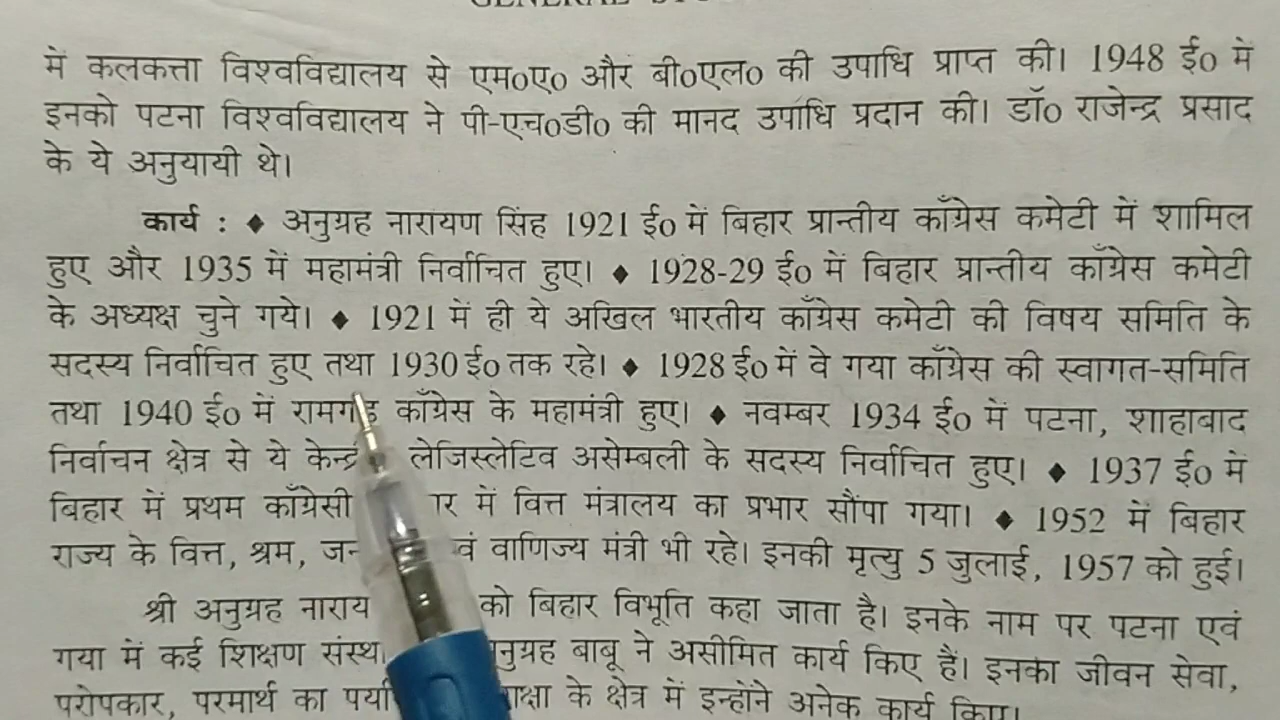 में कलकत्ता विश्वविद्यालय से एम०ए० और बी०एल० की उपाधि प्राप्त की। 1948 ई० में
इनको पटना विश्वविद्यालय ने पी-एच०डी० की मानद उपाधि प्रदान की। डॉ० राजेन्द्र प्रसाद
के ये अनुयायी थे।
कार्य : ♦ अनुग्रह नारायण सिंह 1921 ई० में बिहार प्रान्तीय काँग्रेस कमेटी में शामिल
हुए और 1935 में महामंत्री निर्वाचित हुए। ♦ 1928-29 ई० में बिहार प्रान्तीय काँग्रेस कमेटी
के अध्यक्ष चुने गये। ♦ 1921 में ही ये अखिल भारतीय काँग्रेस कमेटी की विषय समिति के
सदस्य निर्वाचित हुए तथा 1930 ई० तक रहे। ♦ 1928 ई० में वे गया काँग्रेस की स्वागत-समिति
तथा 1940 ई० में रामगढ़ काँग्रेस के महामंत्री हुए। ♦ नवम्बर 1934 ई० में पटना, शाहाबाद
निर्वाचन क्षेत्र से ये लेजिस्लेटिव असेम्बली के सदस्य निर्वाचित हुए। ♦ 1937 ई० में
बिहार में प्रथम काँग्रेसी में वित्त मंत्रालय का प्रभार सौंपा गया। ♦ 1952 में बिहार
राज्य के वित्त, श्रम, वाणिज्य मंत्री भी रहे। इनकी मृत्यु 5 जुलाई, 1957 को हुई।
श्री अनुग्रह को बिहार विभूति कहा जाता है। इनके नाम पर पटना एवं
गया में कई शिक्षण बाबू ने असीमित कार्य किए हैं। इनका जीवन सेवा,
परोपकार, परमार्थ का के क्षेत्र में इन्होंने अनेक कार्य किए।